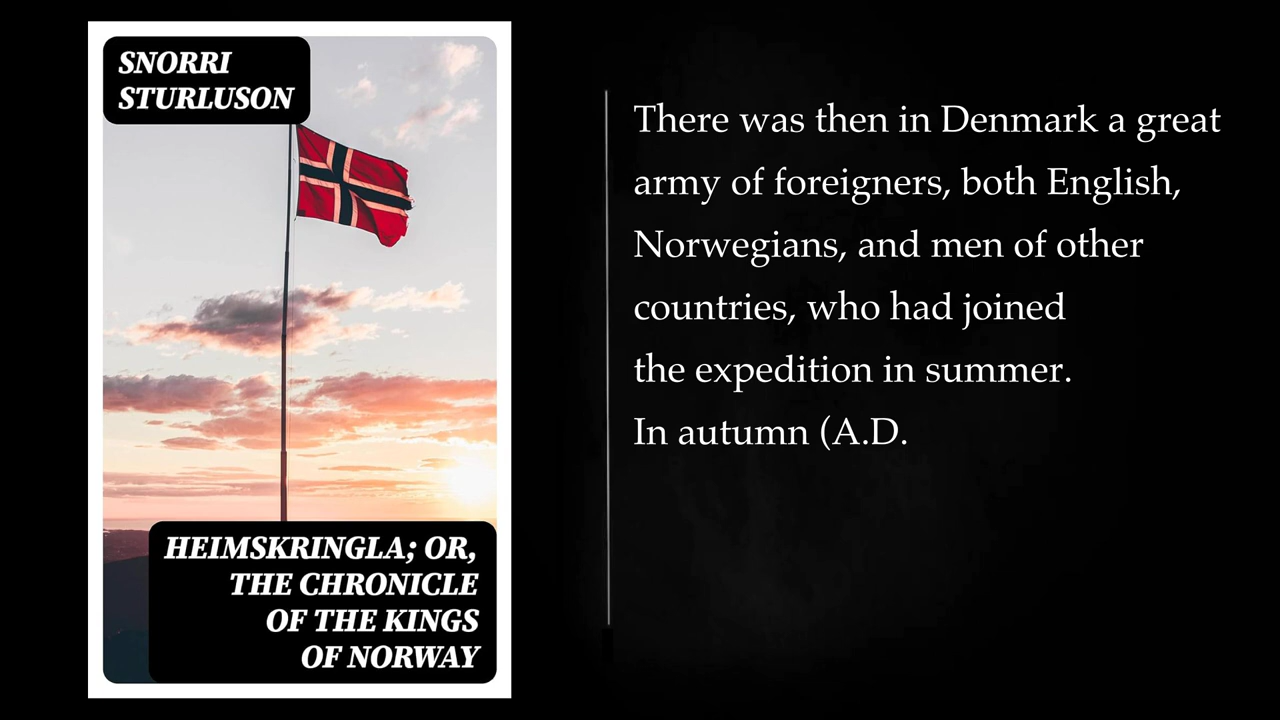 SNORRI
STURLUSON
HEIMSKRINGLA; OR,
THE CHRONICLE
OF THE KINGS
OF NORWAY
There was then in Denmark a great
army of foreigners, both English,
Norwegians, and men of other
countries, who had joined
the expedition in summer.
In autumn (A.D.